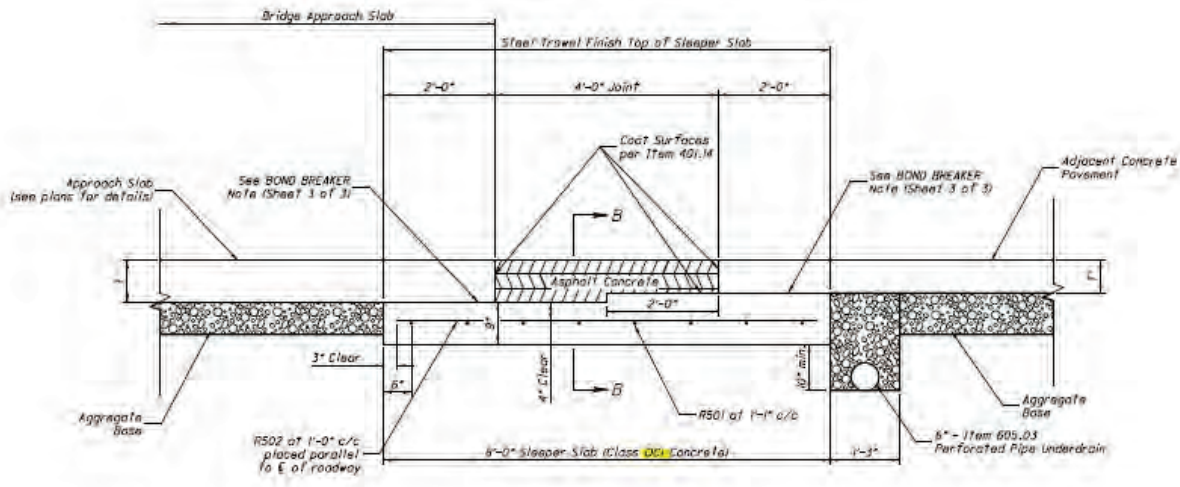 Bridge Approach Slab
Steel Trowel Finish Top of Sleeper Slab
2'-0"
4'-0" Joint
2'-0"
Coat Surfaces
per Item 401.14
Adjacent Concrete
Pavement
Approach Slab
(see plans for details)
See BOND BREAKER
Note (Sheet 3 of 3)
See BOND BREAKER
Note (Sheet 3 of 3)
B
Asphalt Concrete
2'-0"
9"
3" Clear
6"
4" Clear
B
10" min.
Aggregate
Base
R502 at 1'-0" c/c
placed parallel
to ℄ of roadway
R501 at 1'-1" c/c
Aggregate
Base
8'-0" Sleeper Slab (Class QC1 Concrete)
1'-3"
6" - Item 605.03
Perforated Pipe Underdrain